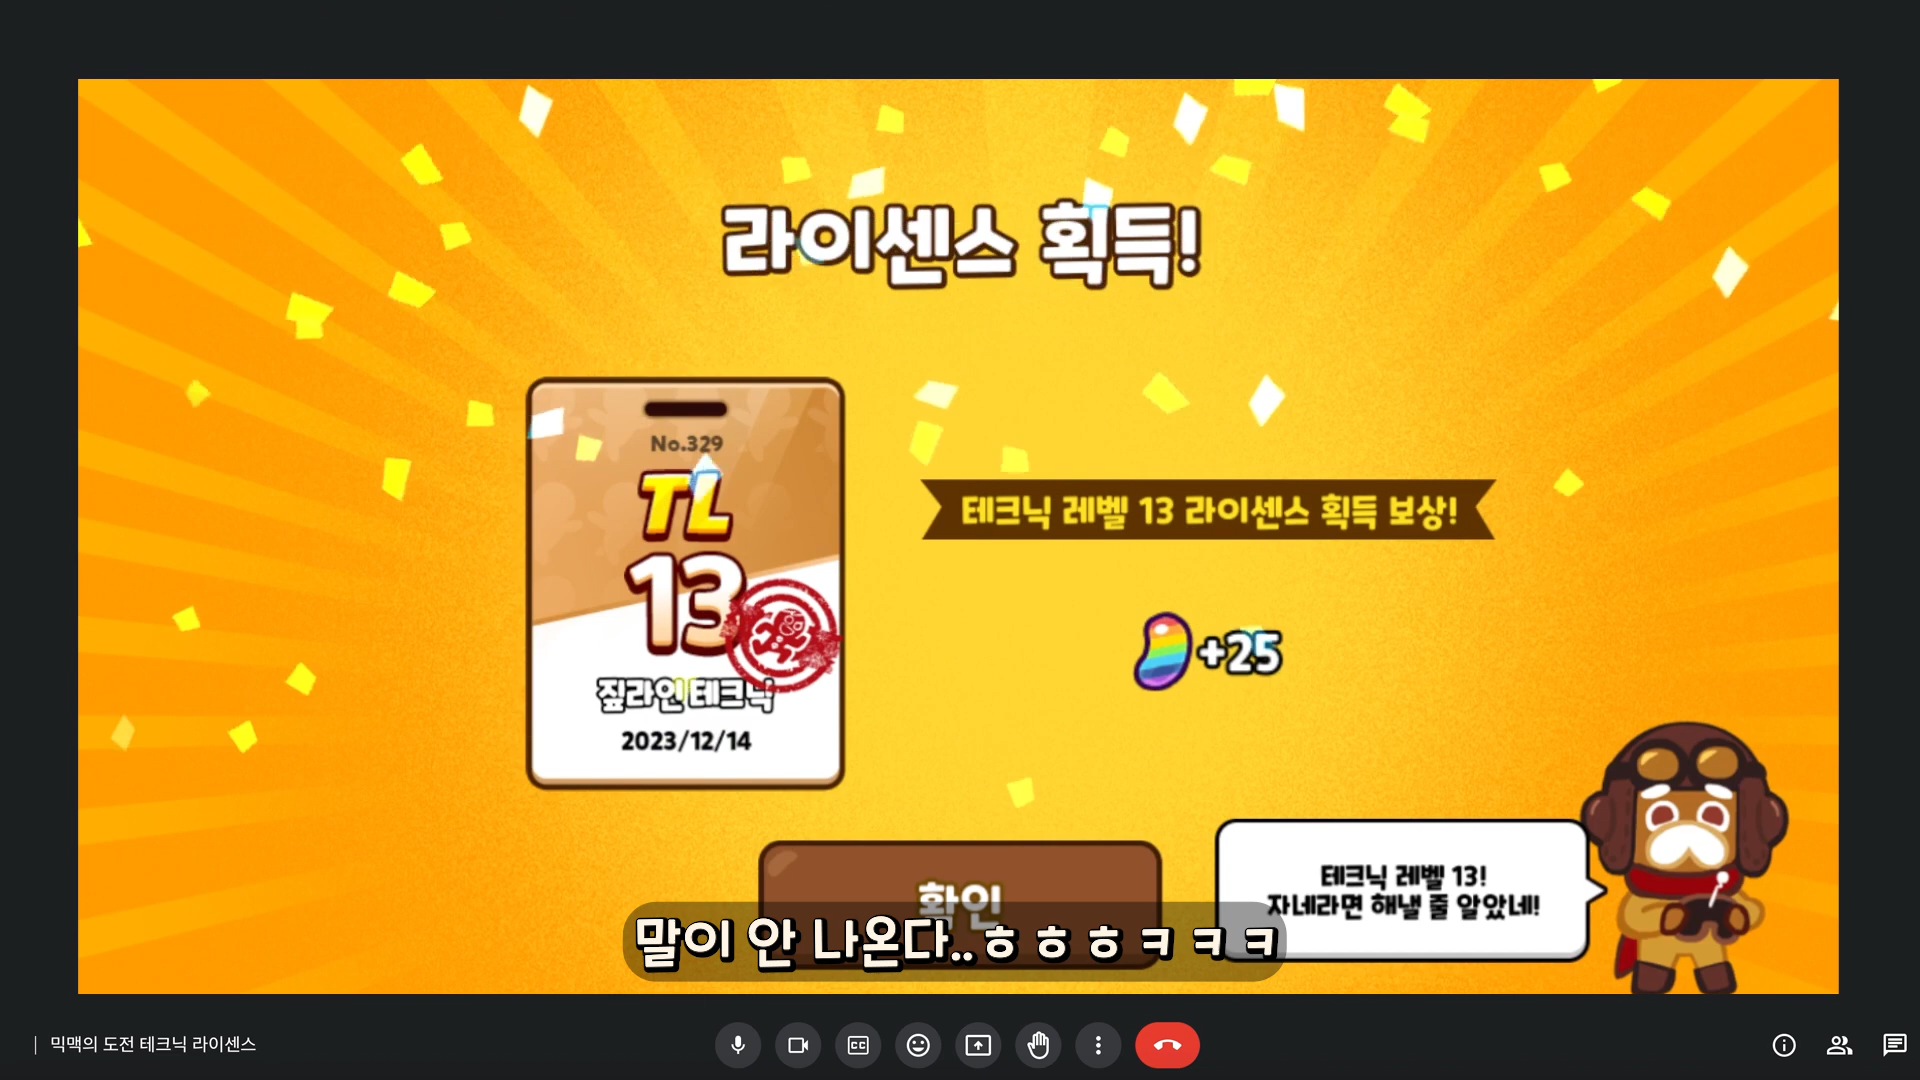 라이센스 획득!
No.329
TL
13
짚라인 테크닉
2023/12/14
테크닉 레벨 13 라이센스 획득 보상!
+25
확인
테크닉 레벨 13!
자네라면 해낼 줄 알았네!
말이 안 나온다..ㅎㅎㅎㅋㅋㅋ
믹맥의 도전 테크닉 라이센스
CC